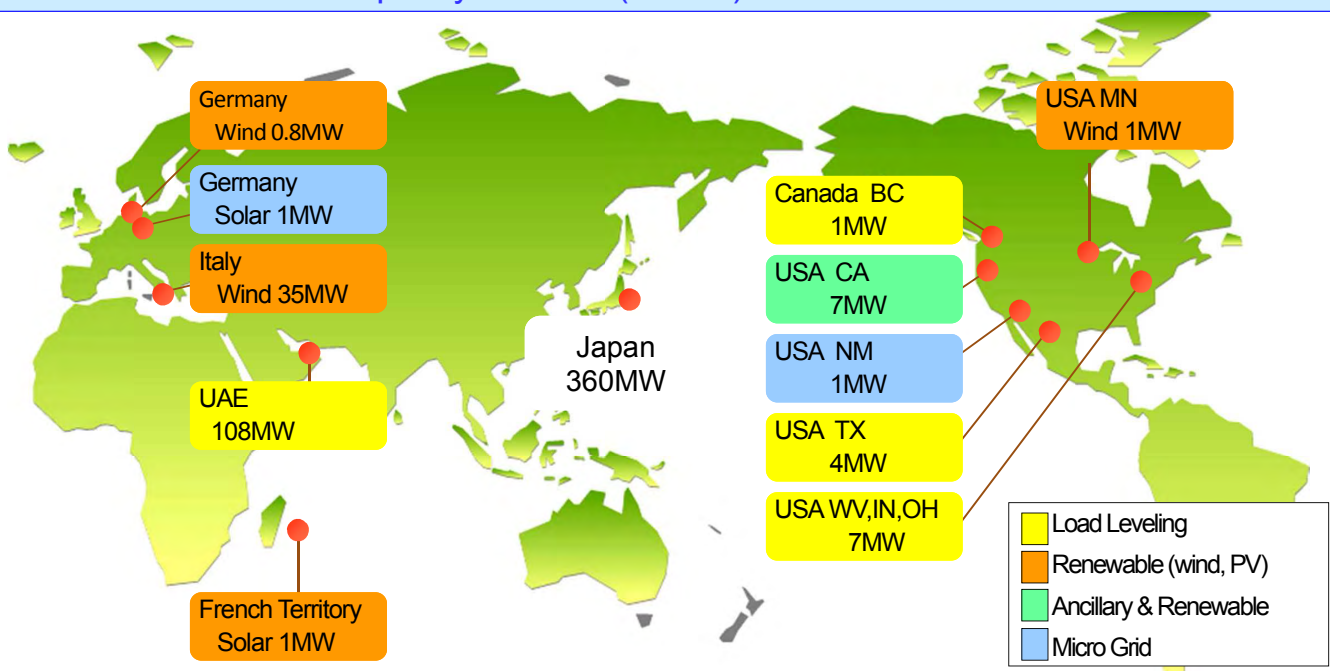 Germany
Wind 0.8MW
Germany
Solar 1MW
Italy
Wind 35MW
UAE
108MW
French Territory
Solar 1MW
Japan
360MW
USA MN
Wind 1MW
Canada BC
1MW
USA CA
7MW
USA NM
1MW
USA TX
4MW
USA WV,IN,OH
7MW
Load Leveling
Renewable (wind, PV)
Ancillary & Renewable
Micro Grid